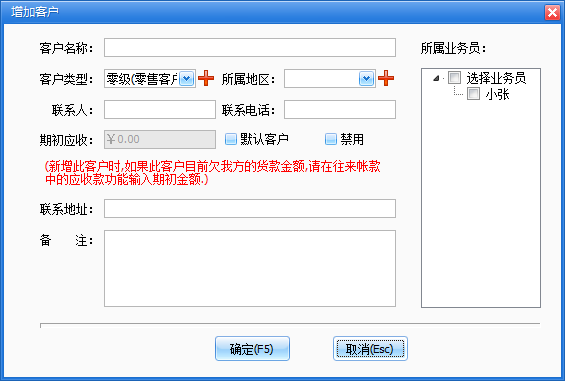 增加客户
客户名称： 所属业务员：
客户类型： 零级(零售客户 所属地区： 选择业务员
小张
联系人： 联系电话：
期初应收： ￥0.00 默认客户 禁用
(新增此客户时,如果此客户目前欠我方的货款金额,请在往来帐款
中的应收款功能输入期初金额.)
联系地址：
备 注：
确定(F5) 取消(Esc)